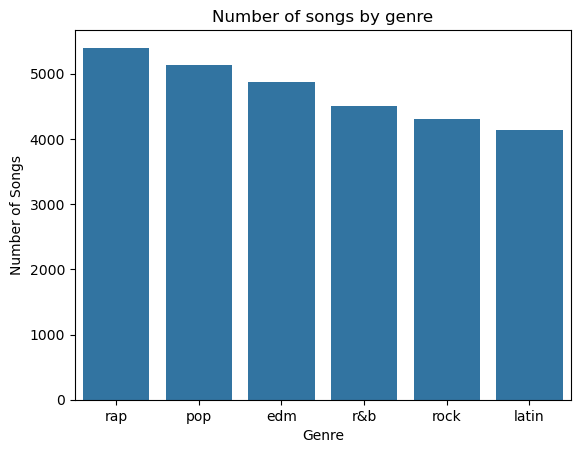 Number of songs by genre
Number of Songs
5000
4000
3000
2000
1000
0
rap pop edm r&b rock latin
Genre